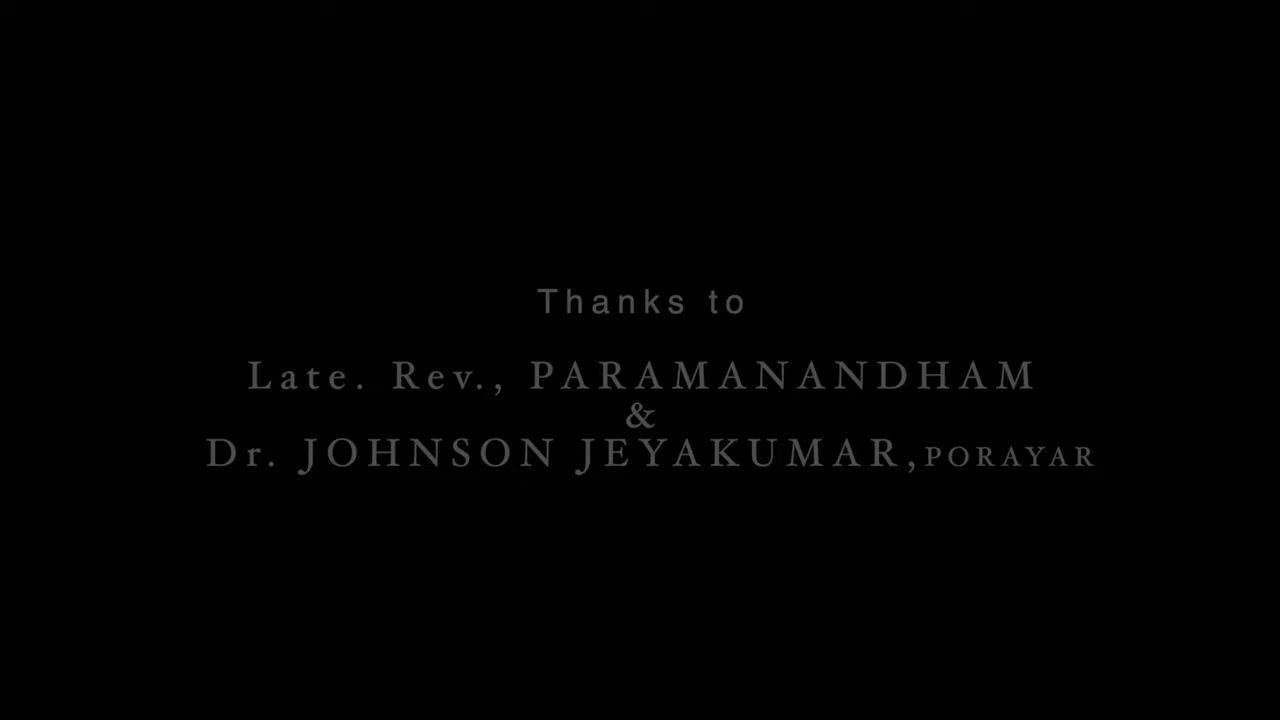 Thanks to
Late. Rev., PARAMANANDHAM
&
Dr. JOHNSON JEYAKUMAR, PORAYAR